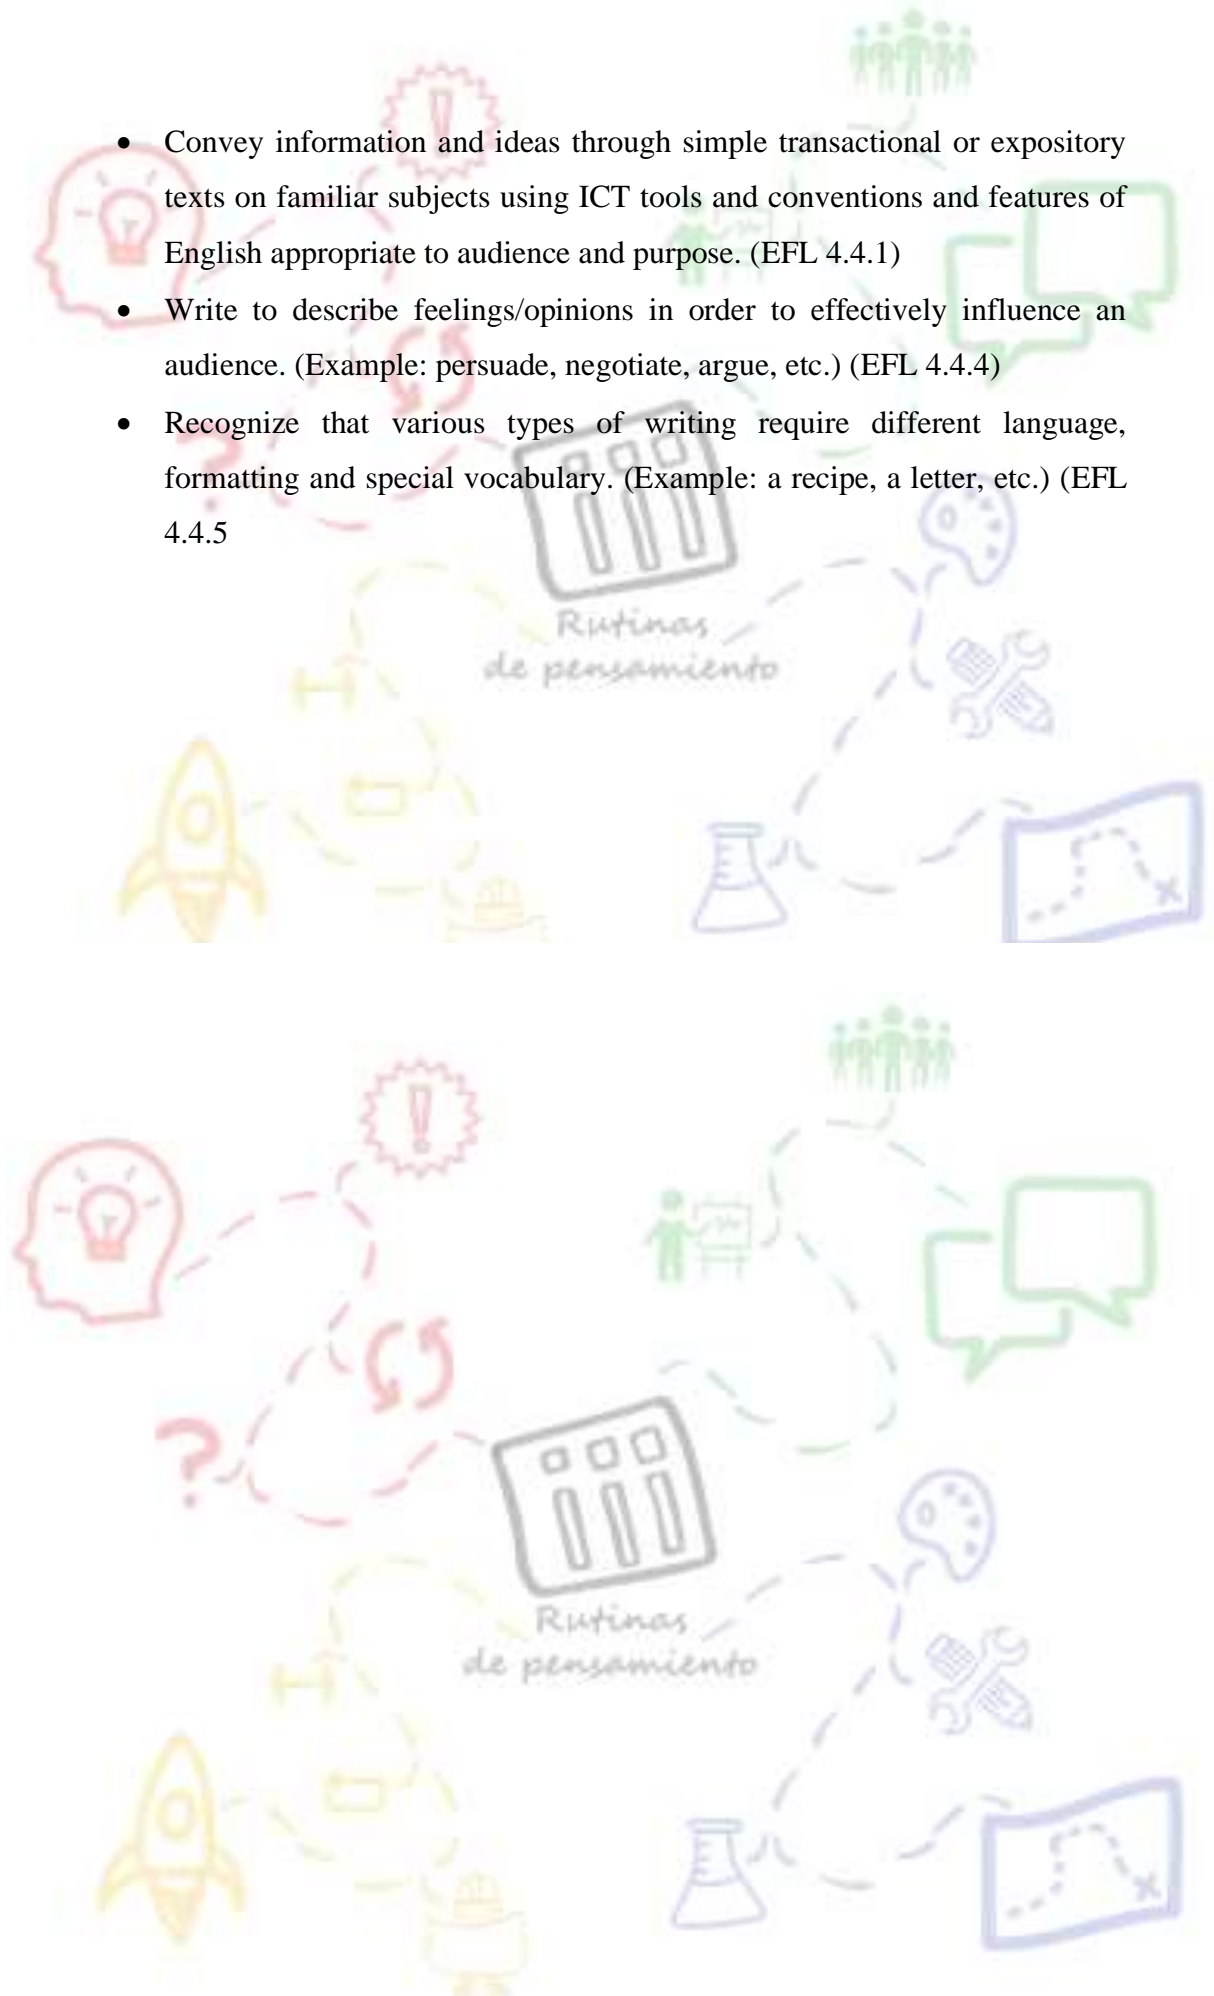 • Convey information and ideas through simple transactional or expository
texts on familiar subjects using ICT tools and conventions and features of
English appropriate to audience and purpose. (EFL 4.4.1)
• Write to describe feelings/opinions in order to effectively influence an
audience. (Example: persuade, negotiate, argue, etc.) (EFL 4.4.4)
• Recognize that various types of writing require different language,
formatting and special vocabulary. (Example: a recipe, a letter, etc.) (EFL
4.4.5
Rutinas
de pensamiento
Rutinas
de pensamiento